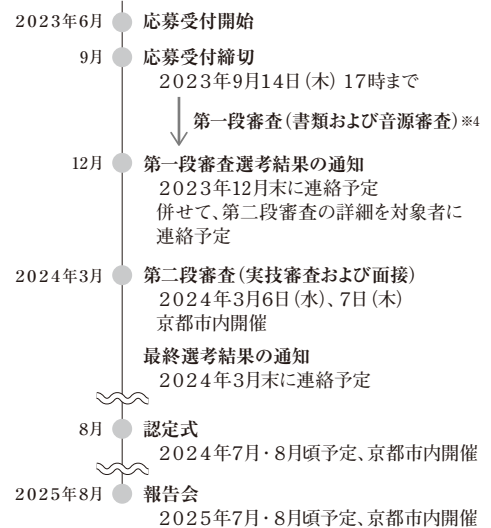 2023年6月 応募受付開始
9月 応募受付締切
2023年9月14日（木）17時まで
第一段審査（書類および音源審査）※4
12月 第一段審査選考結果の通知
2023年12月末に連絡予定
併せて、第二段審査の詳細を対象者に
連絡予定
2024年3月 第二段審査（実技審査および面接）
2024年3月6日（水）、7日（木）
京都市内開催
最終選考結果の通知
2024年3月末に連絡予定
8月 認定式
2024年7月・8月頃予定、京都市内開催
2025年8月 報告会
2025年7月・8月頃予定、京都市内開催